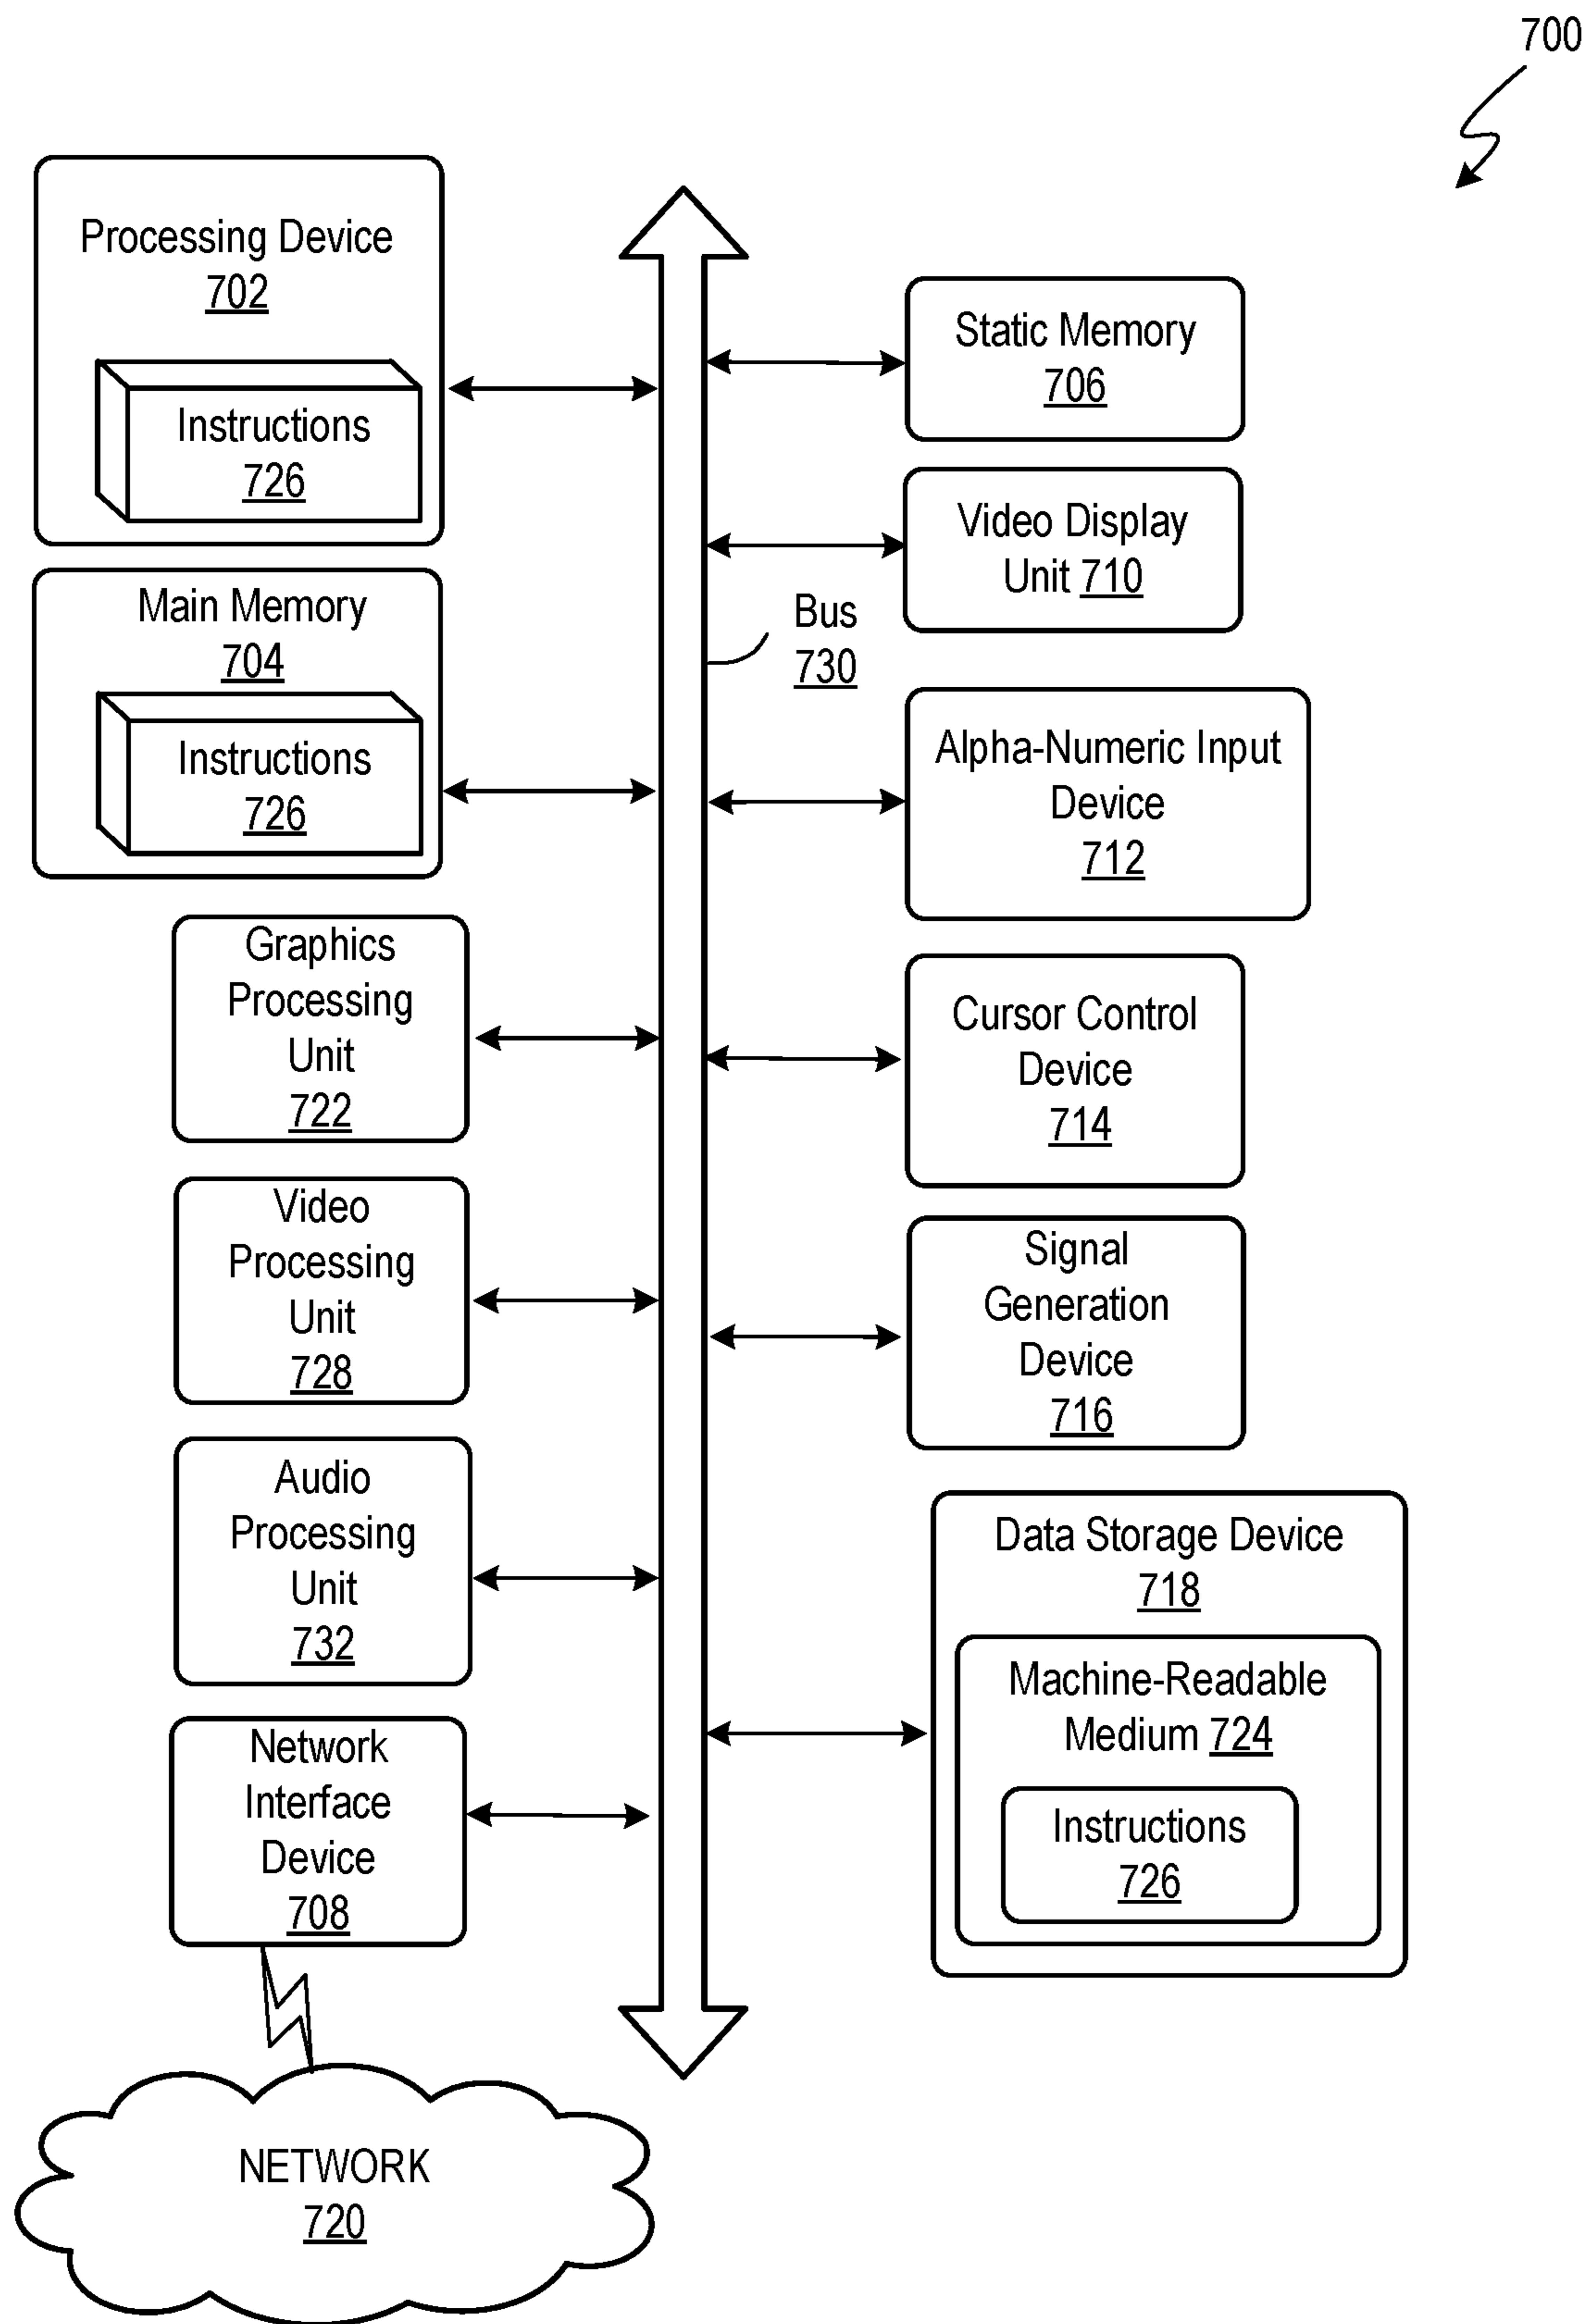 700
Processing Device
702
Instructions
726
Main Memory
704
Instructions
726
Graphics
Processing
Unit
722
Video
Processing
Unit
728
Audio
Processing
Unit
732
Network
Interface
Device
708
NETWORK
720
Bus
730
Static Memory
706
Video Display
Unit 710
Alpha-Numeric Input
Device
712
Cursor Control
Device
714
Signal
Generation
Device
716
Data Storage Device
718
Machine-Readable
Medium 724
Instructions
726